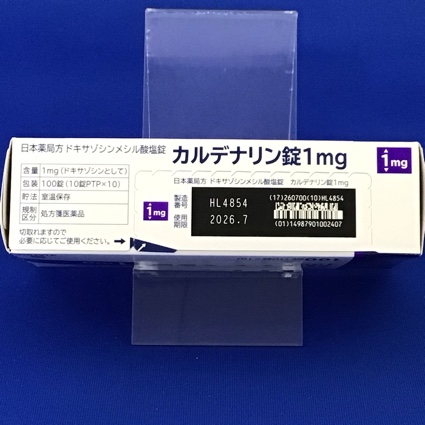 日本薬局方 ドキサゾシンメシル酸塩錠 カルデナリン錠1mg
1mg
含量 1mg(ドキサゾシンとして)
包装 100錠(10錠PTP×10)
貯法 室温保存
規制区分 処方箋医薬品
切取れますので
必要に応じてご使用ください。
日本薬局方 ドキサゾシンメシル酸塩錠 カルデナリン錠1mg
1mg
製造番号 HL4854
使用期限 2026.7
(17)260700(10)HL4854
(01)14987901002407